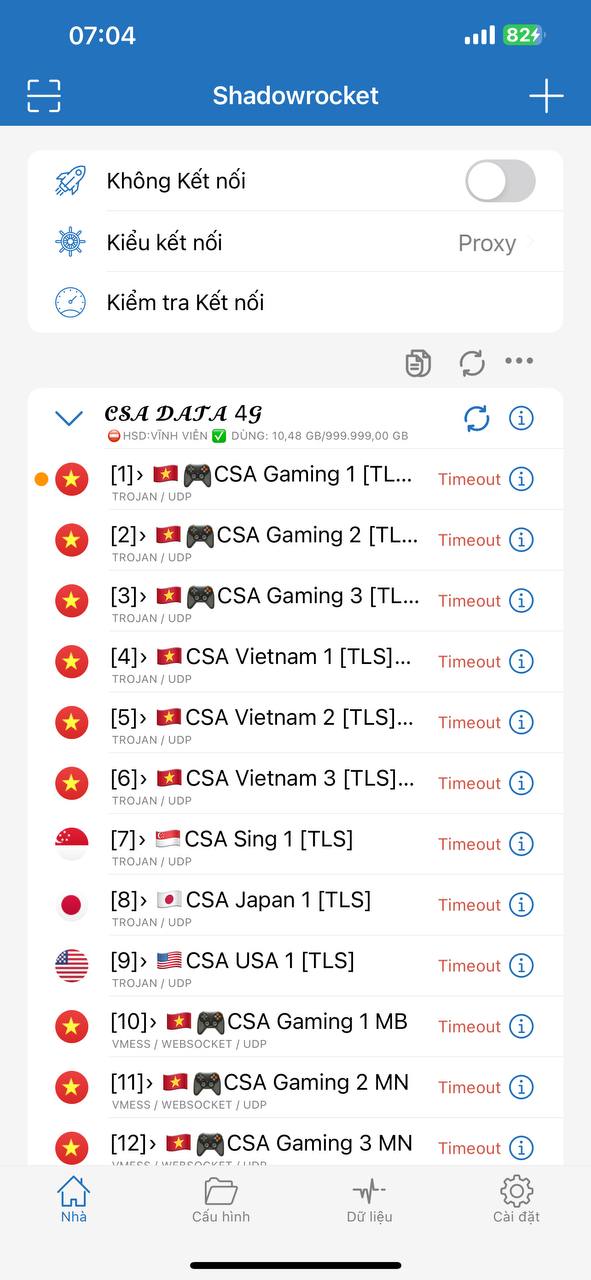 07:04
82
Shadowrocket
Không Kết nối
Kiểu kết nối Proxy
Kiểm tra Kết nối
𝓒𝓢𝓐 𝓓𝓐𝓣𝓐 4𝓖
⛔HSD:VĨNH VIỄN ✅ DÙNG: 10,48 GB/999.999,00 GB
[1]› 🇻🇳🎮CSA Gaming 1 [TL... Timeout
TROJAN / UDP
[2]› 🇻🇳🎮CSA Gaming 2 [TL... Timeout
TROJAN / UDP
[3]› 🇻🇳🎮CSA Gaming 3 [TL... Timeout
TROJAN / UDP
[4]› 🇻🇳CSA Vietnam 1 [TLS]... Timeout
TROJAN / UDP
[5]› 🇻🇳CSA Vietnam 2 [TLS]... Timeout
TROJAN / UDP
[6]› 🇻🇳CSA Vietnam 3 [TLS]... Timeout
TROJAN / UDP
[7]› 🇸🇬CSA Sing 1 [TLS] Timeout
TROJAN / UDP
[8]› 🇯🇵CSA Japan 1 [TLS] Timeout
TROJAN / UDP
[9]› 🇺🇸CSA USA 1 [TLS] Timeout
TROJAN / UDP
[10]› 🇻🇳🎮CSA Gaming 1 MB Timeout
VMESS / WEBSOCKET / UDP
[11]› 🇻🇳🎮CSA Gaming 2 MN Timeout
VMESS / WEBSOCKET / UDP
[12]› 🇻🇳🎮CSA Gaming 3 MN Timeout
VMESS / WEBSOCKET / UDP
Nhà Cấu hình Dữ liệu Cài đặt